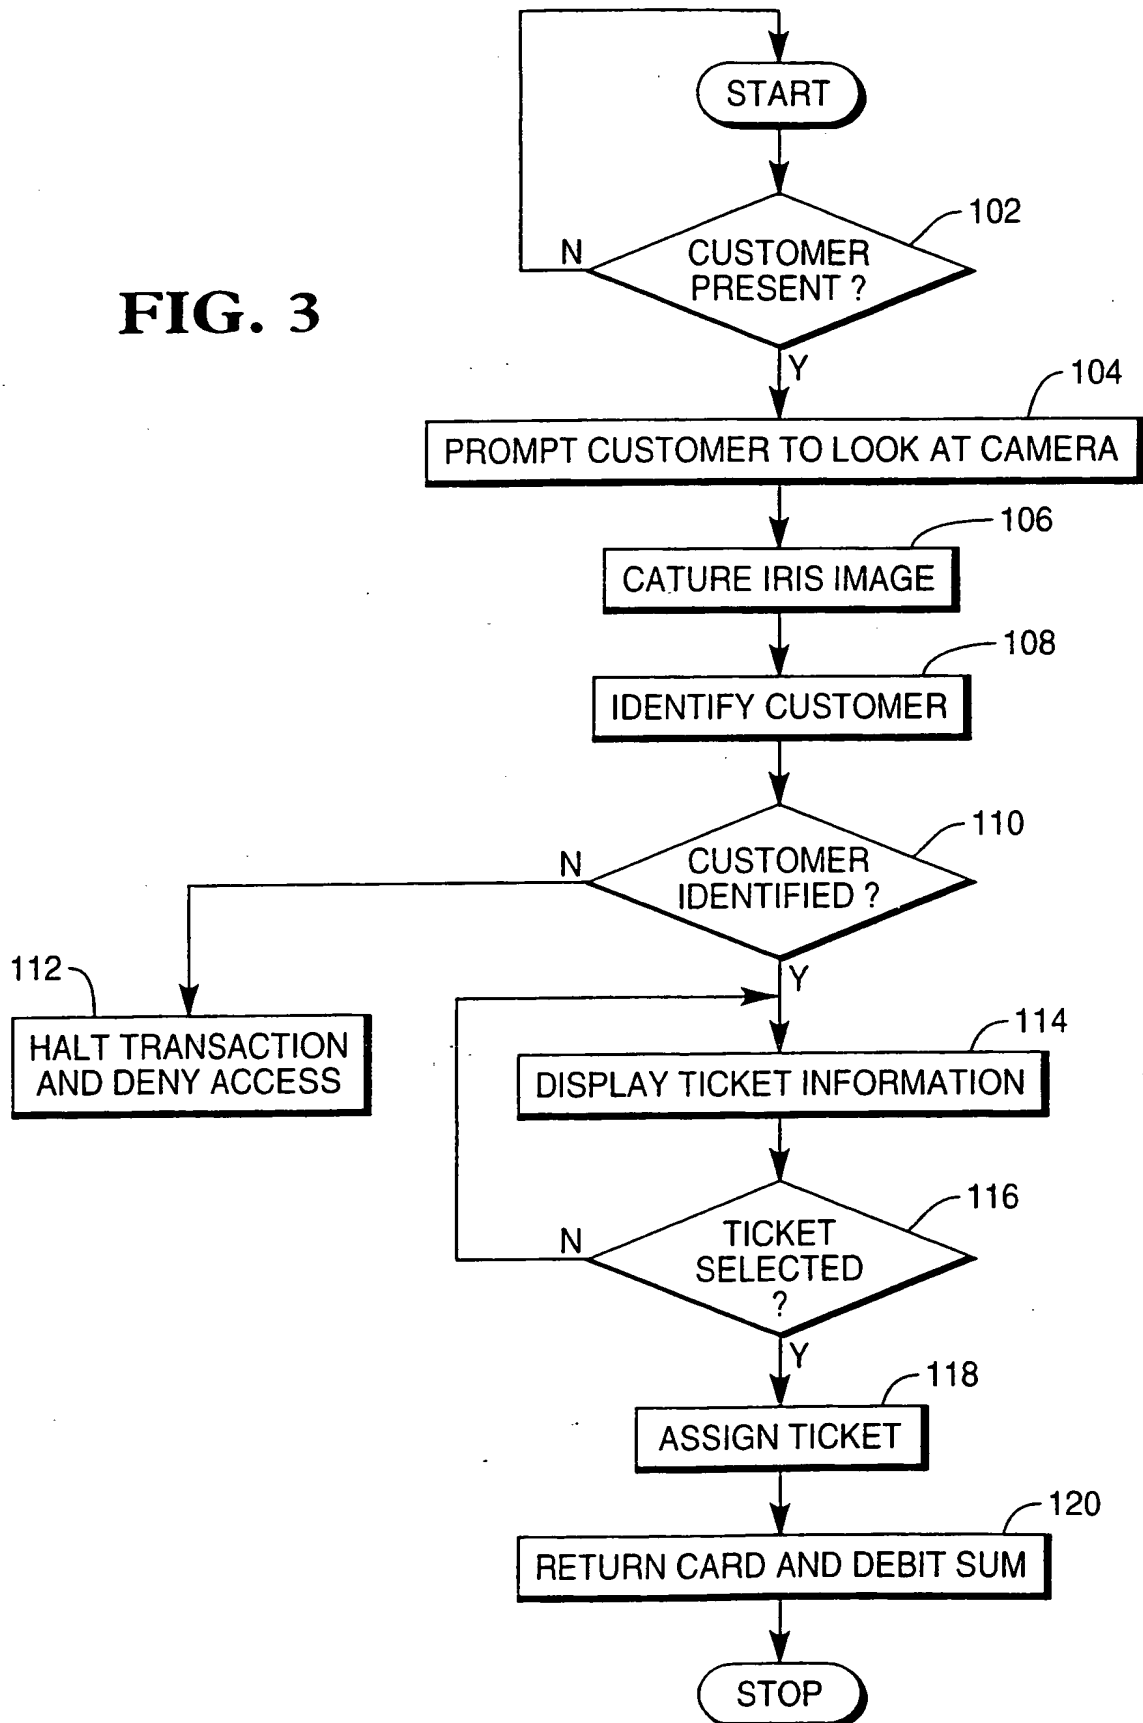 START
102
N
CUSTOMER
PRESENT ?
FIG. 3
Y
104
PROMPT CUSTOMER TO LOOK AT CAMERA
106
CATURE IRIS IMAGE
108
IDENTIFY CUSTOMER
110
N
CUSTOMER
IDENTIFIED ?
112
Y
HALT TRANSACTION
AND DENY ACCESS
114
DISPLAY TICKET INFORMATION
116
N
TICKET
SELECTED
?
Y
118
ASSIGN TICKET
120
RETURN CARD AND DEBIT SUM
STOP